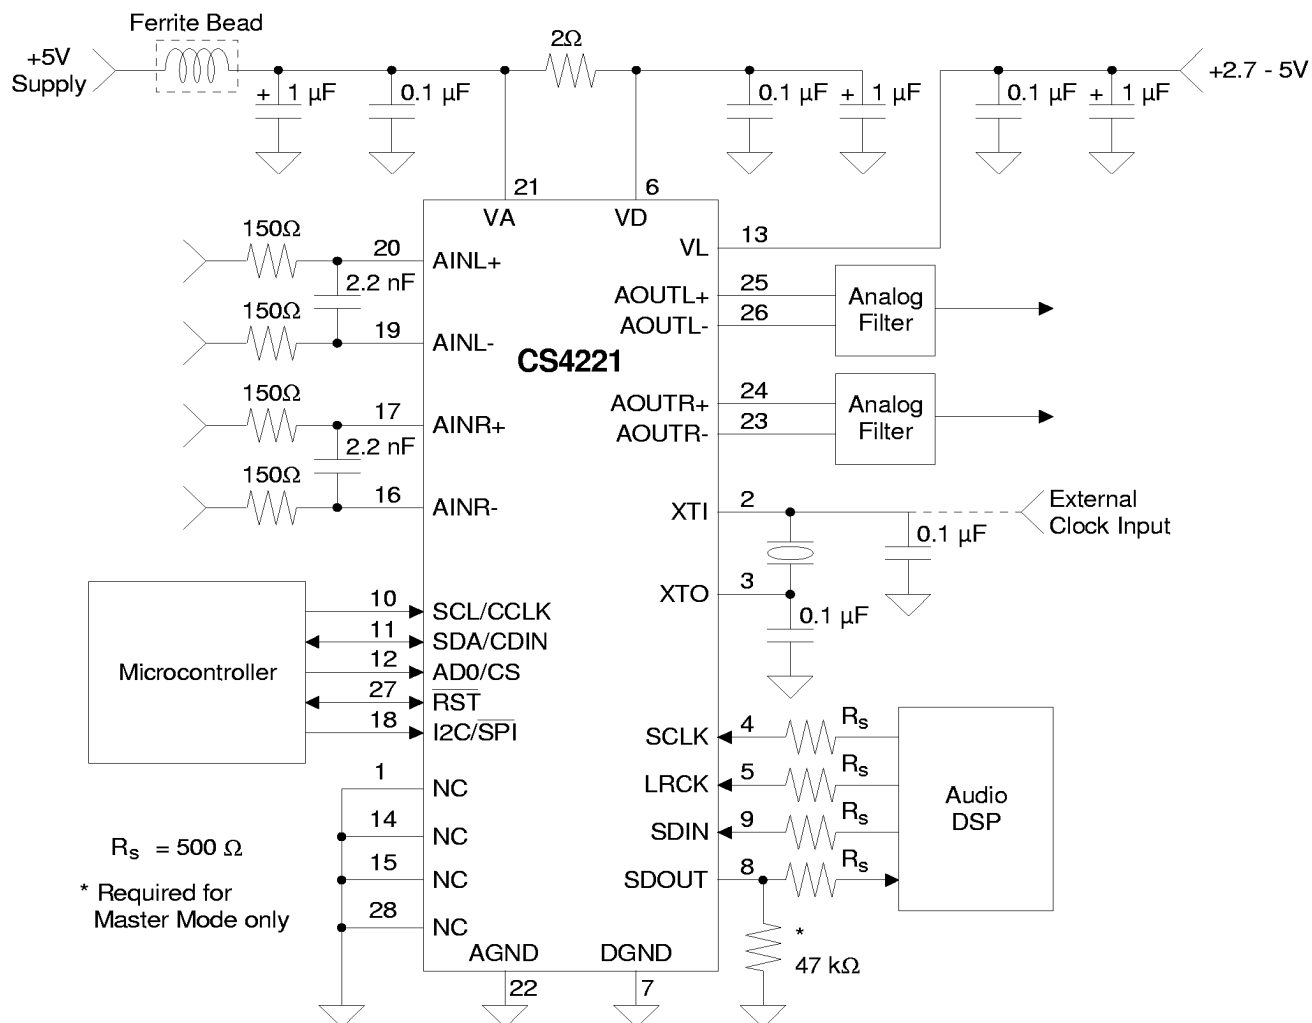 Ferrite Bead
+5V
Supply
2Ω
+2.7 - 5V
+ 1 µF
0.1 µF
0.1 µF
+ 1 µF
0.1 µF
+ 1 µF
21
6
VA
VD
150Ω
20
AINL+
2.2 nF
150Ω
19
AINL-
150Ω
17
AINR+
2.2 nF
150Ω
16
AINR-
CS4221
VL
13
AOUTL+
25
AOUTL-
26
Analog
Filter
AOUTR+
24
AOUTR-
23
Analog
Filter
XTI
2
External
Clock Input
0.1 µF
XTO
3
0.1 µF
Microcontroller
10
SCL/CCLK
11
SDA/CDIN
12
AD0/CS
27
RST
18
I2C/SPI
1
NC
14
NC
15
NC
28
NC
Rs = 500 Ω
* Required for
Master Mode only
SCLK
4
Rs
LRCK
5
Rs
SDIN
9
Rs
SDOUT
8
Rs
Audio
DSP
*
47 kΩ
AGND
DGND
22
7